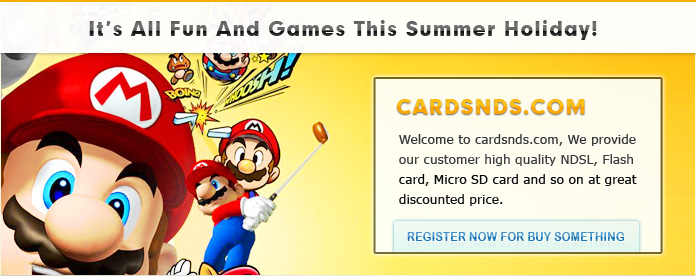 It's All Fun And Games This Summer Holiday!
BOING!
WHOOSH!
M
CARDSNDS.COM
Welcome to cardsnds.com, We provide
our customer high quality NDSL, Flash
card, Micro SD card and so on at great
discounted price.
REGISTER NOW FOR BUY SOMETHING